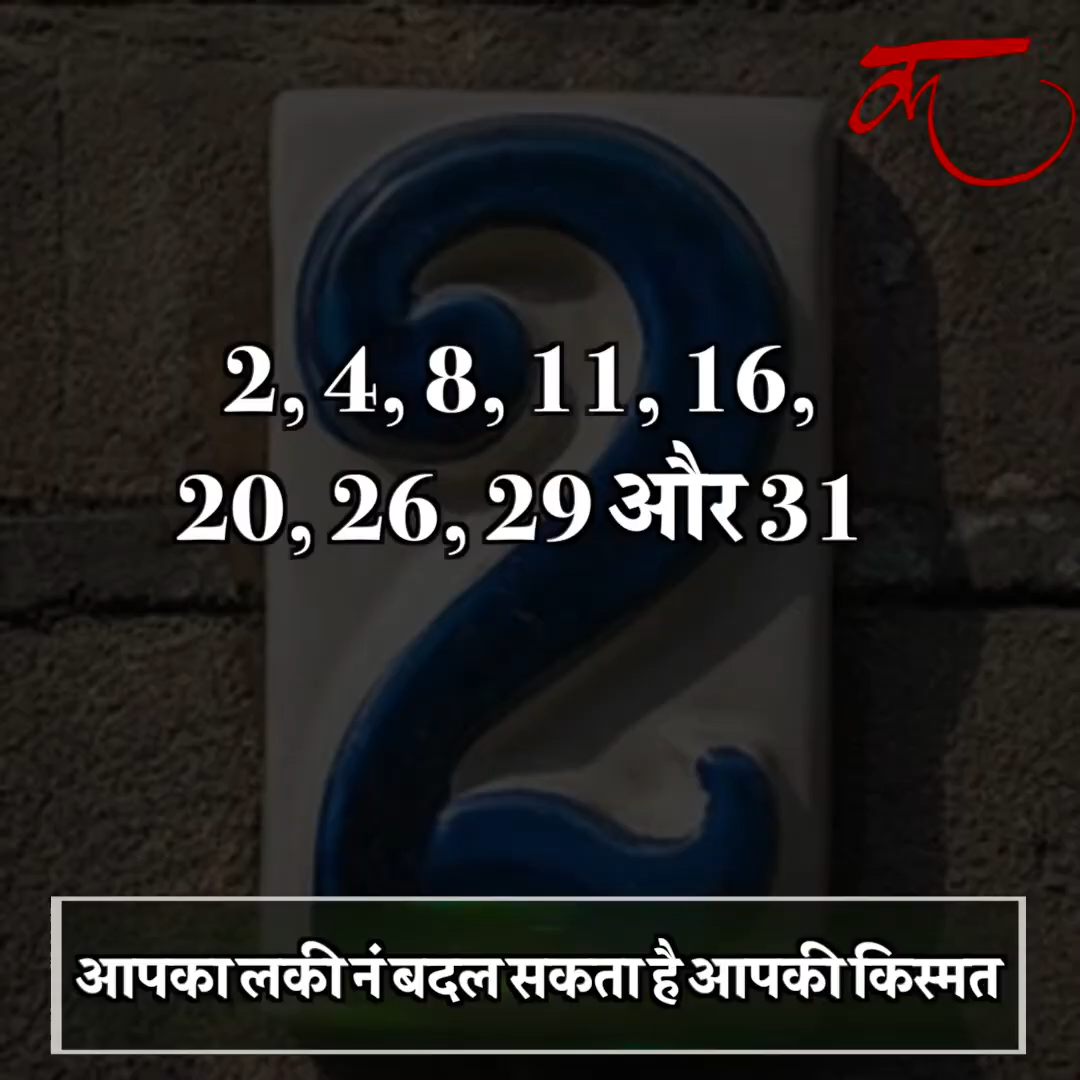 क
2, 4, 8, 11, 16,
20, 26, 29 और 31
आपका लकी नं बदल सकता है आपकी किस्मत